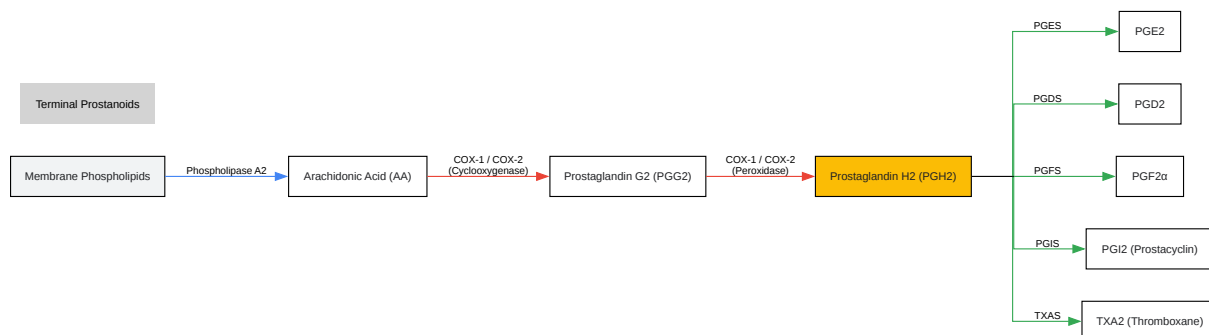 PGES
PGE2
Terminal Prostanoids
PGDS
PGD2
Membrane Phospholipids
Phospholipase A2
Arachidonic Acid (AA)
COX-1 / COX-2
(Cyclooxygenase)
Prostaglandin G2 (PGG2)
COX-1 / COX-2
(Peroxidase)
Prostaglandin H2 (PGH2)
PGFS
PGF2α
PGIS
PGI2 (Prostacyclin)
TXAS
TXA2 (Thromboxane)